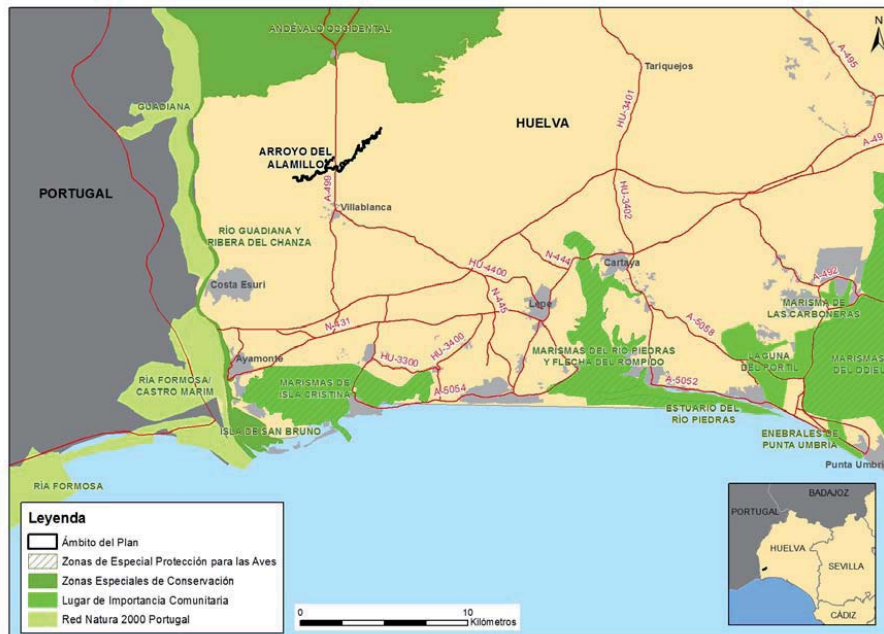 ANDÉVALO OCCIDENTAL
N
A-495
Tariquejos
GUADIANA
HU-3401
HUELVA
A-49
ARROYO DEL
ALAMILLO
PORTUGAL
A-499
HU-3402
Villablanca
RÍO GUADIANA Y
RIBERA DEL CHANZA
N-444
Cartaya
HU-4400
Costa Esuri
A-492
N-445
Lepe
MARISMA DE
LAS CARBONERAS
N-431
A-5058
HU-3400
Ayamonte
HU-3300
MARISMAS DEL RÍO PIEDRAS
Y FLECHA DEL ROMPIDO
LAGUNA
DEL PORTIL
MARISMAS
DEL ODIEL
RÍA FORMOSA/
CASTRO MARIM
MARISMAS DE
ISLA CRISTINA
A-5054
A-5052
ESTUARIO DEL
RÍO PIEDRAS
ISLA DE SAN BRUNO
ENEBRALES DE
PUNTA UMBRÍA
Punta Umbrí
RÍA FORMOSA
Leyenda
Ámbito del Plan
Zonas de Especial Protección para las Aves
Zonas Especiales de Conservación
Lugar de Importancia Comunitaria
Red Natura 2000 Portugal
0 10
Kilómetros
BADAJOZ
PORTUGAL
HUELVA
SEVILLA
CÁDIZ